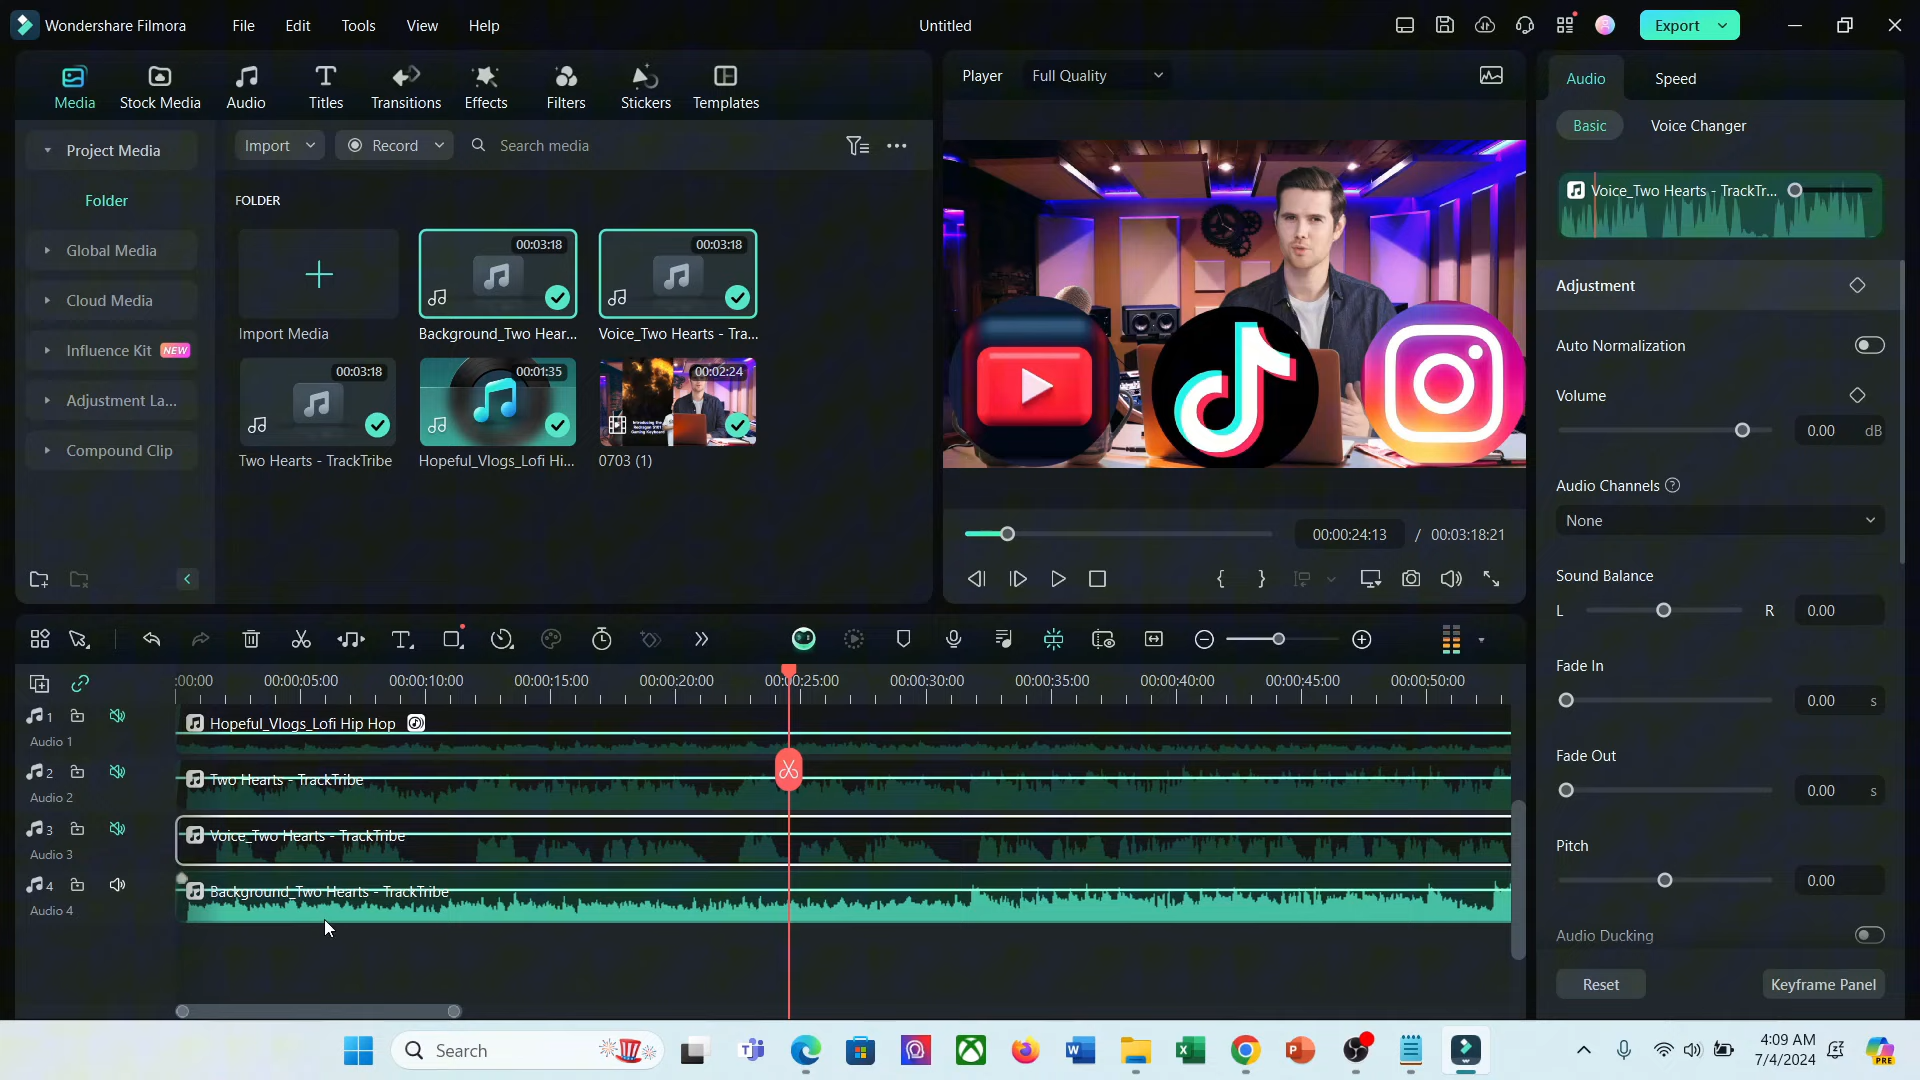 Wondershare Filmora
File
Edit
Tools
View
Help
Untitled
Export
Media
Stock Media
Audio
Titles
Transitions
Effects
Filters
Stickers
Templates
Player
Full Quality
Audio
Speed
Basic
Voice Changer
Import
Record
Search media
Project Media
Folder
Global Media
Cloud Media
Influence Kit NEW
Adjustment La...
Compound Clip
FOLDER
Import Media
00:03:18
Background_Two Hear...
00:03:18
Voice_Two Hearts - Tra...
00:03:18
Two Hearts - TrackTribe
00:01:35
Hopeful_Vlogs_Lofi Hi...
00:02:24
0703 (1)
00:00:24:13 / 00:03:18:21
Voice_Two Hearts - TrackTr...
Adjustment
Auto Normalization
Volume
0.00 dB
Audio Channels
None
Sound Balance
L R 0.00
Fade In
0.00 s
Fade Out
0.00 s
Pitch
0.00
Audio Ducking
Reset
Keyframe Panel
:00:00 00:00:05:00 00:00:10:00 00:00:15:00 00:00:20:00 00:00:25:00 00:00:30:00 00:00:35:00 00:00:40:00 00:00:45:00 00:00:50:00
1
Audio 1
Hopeful_Vlogs_Lofi Hip Hop
2
Audio 2
Two Hearts - TrackTribe
3
Audio 3
Voice_Two Hearts - TrackTribe
4
Audio 4
Background_Two Hearts - TrackTribe
Search
4:09 AM
7/4/2024
PRE